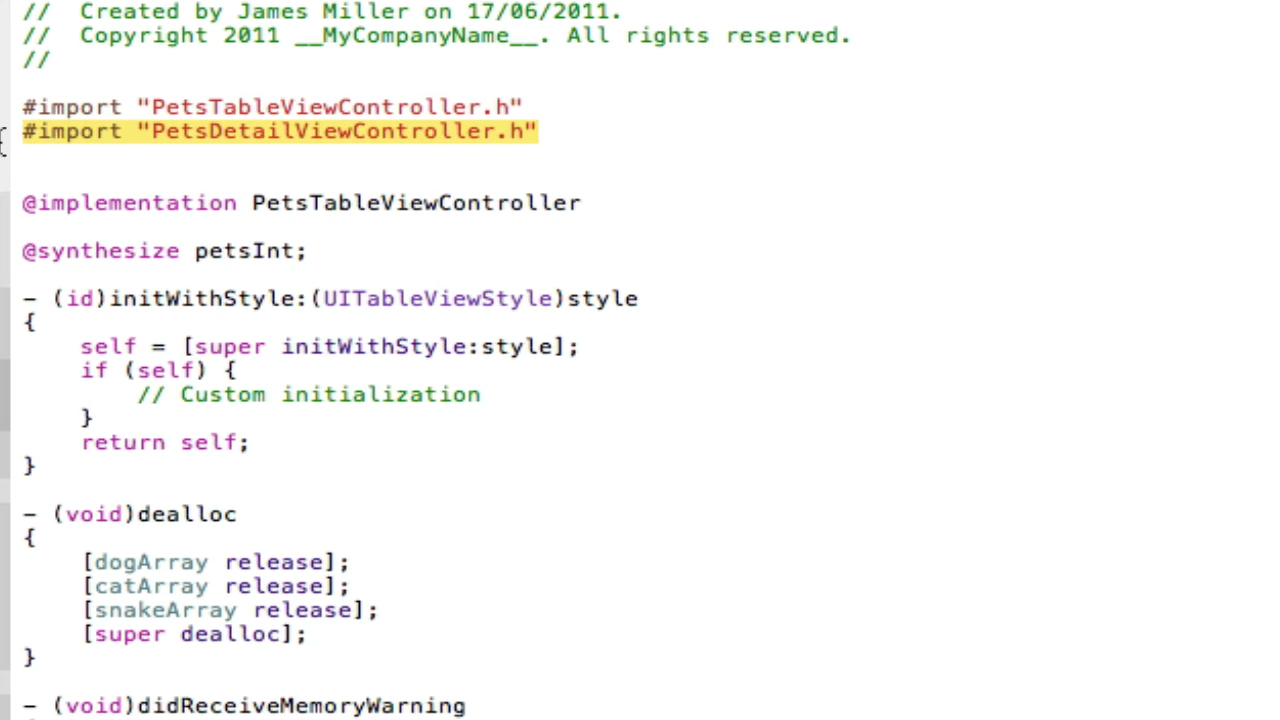 //  Created by James Miller on 17/06/2011.
//  Copyright 2011 __MyCompanyName__. All rights reserved.
//
#import "PetsTableViewController.h"
#import "PetsDetailViewController.h"
{
@implementation PetsTableViewController
@synthesize petsInt;
- (id)initWithStyle:(UITableViewStyle)style
{
    self = [super initWithStyle:style];
    if (self) {
        // Custom initialization
    }
    return self;
}
- (void)dealloc
{
    [dogArray release];
    [catArray release];
    [snakeArray release];
    [super dealloc];
}
- (void)didReceiveMemoryWarning